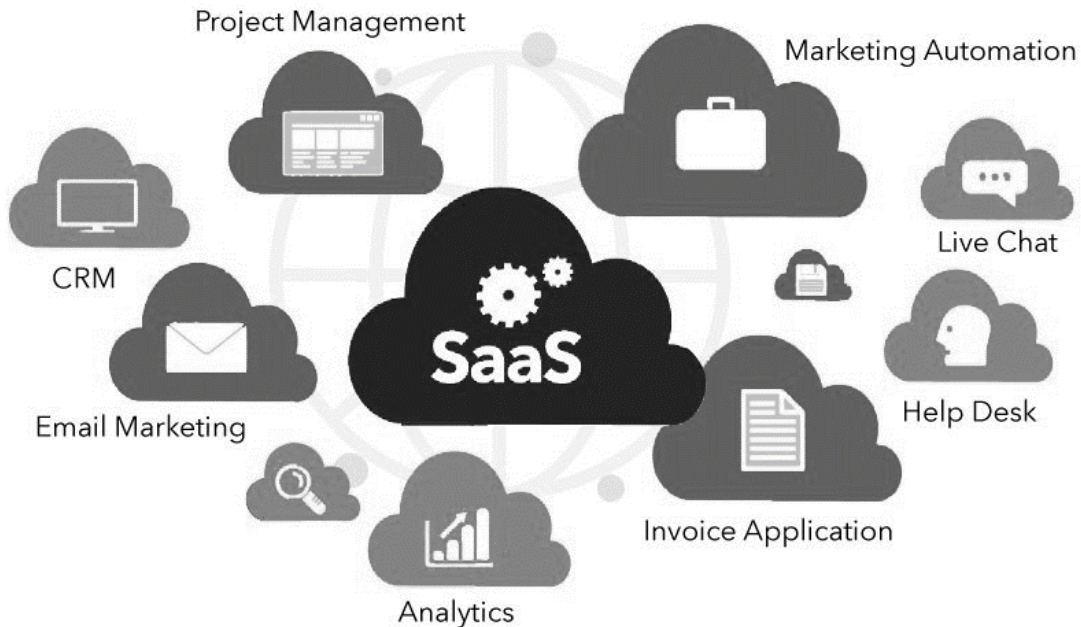 Project Management
Marketing Automation
CRM
Live Chat
SaaS
Email Marketing
Help Desk
Invoice Application
Analytics